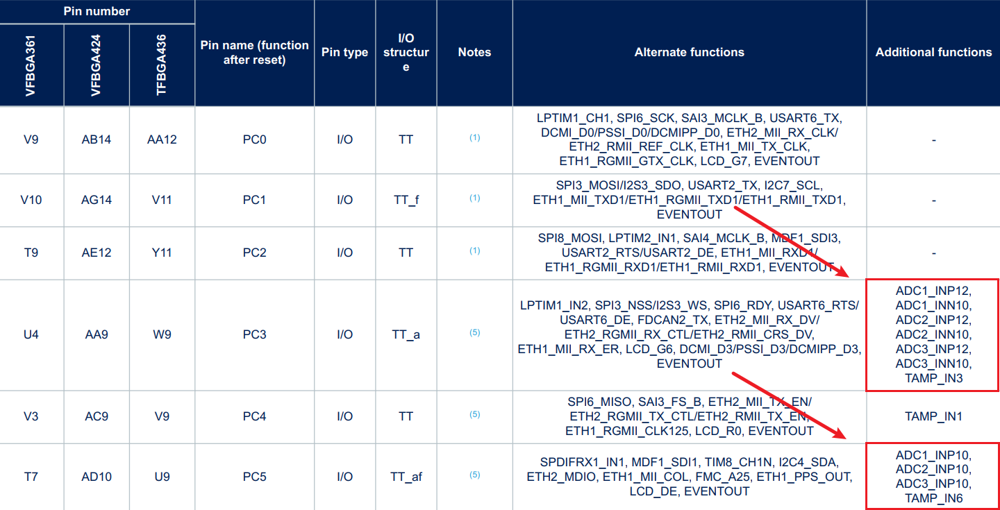 Pin number
VFBGA361
VFBGA424
TFBGA436
Pin name (function
after reset)
Pin type
I/O
structur
e
Notes
Alternate functions
Additional functions
V9
AB14
AA12
PC0
I/O
TT
(1)
LPTIM1_CH1, SPI6_SCK, SAI3_MCLK_B, USART6_TX,
DCMI_D0/PSSI_D0/DCMIPP_D0, ETH2_MII_RX_CLK/
ETH2_RMII_REF_CLK, ETH1_MII_TX_CLK,
ETH1_RGMII_GTX_CLK, LCD_G7, EVENTOUT
-
V10
AG14
V11
PC1
I/O
TT_f
(1)
SPI3_MOSI/I2S3_SDO, USART2_TX, I2C7_SCL,
ETH1_MII_TXD1/ETH1_RGMII_TXD1/ETH1_RMII_TXD1,
EVENTOUT
-
T9
AE12
Y11
PC2
I/O
TT
(1)
SPI8_MOSI, LPTIM2_IN1, SAI4_MCLK_B, MDF1_SDI3,
USART2_RTS/USART2_DE, ETH1_MII_RXD1/
ETH1_RGMII_RXD1/ETH1_RMII_RXD1, EVENTOUT
-
U4
AA9
W9
PC3
I/O
TT_a
(5)
LPTIM1_IN2, SPI3_NSS/I2S3_WS, SPI6_RDY, USART6_RTS/
USART6_DE, FDCAN2_TX, ETH2_MII_RX_DV/
ETH2_RGMII_RX_CTL/ETH2_RMII_CRS_DV,
ETH1_MII_RX_ER, LCD_G6, DCMI_D3/PSSI_D3/DCMIPP_D3,
EVENTOUT
ADC1_INP12,
ADC1_INN10,
ADC2_INP12,
ADC2_INN10,
ADC3_INP12,
ADC3_INN10,
TAMP_IN3
V3
AC9
V9
PC4
I/O
TT
(5)
SPI6_MISO, SAI3_FS_B, ETH2_MII_TX_EN/
ETH2_RGMII_TX_CTL/ETH2_RMII_TX_EN,
ETH1_RGMII_CLK125, LCD_R0, EVENTOUT
TAMP_IN1
T7
AD10
U9
PC5
I/O
TT_af
(5)
SPDIFRX1_IN1, MDF1_SDI1, TIM8_CH1N, I2C4_SDA,
ETH2_MDIO, ETH1_MII_COL, FMC_A25, ETH1_PPS_OUT,
LCD_DE, EVENTOUT
ADC1_INP10,
ADC2_INP10,
ADC3_INP10,
TAMP_IN6